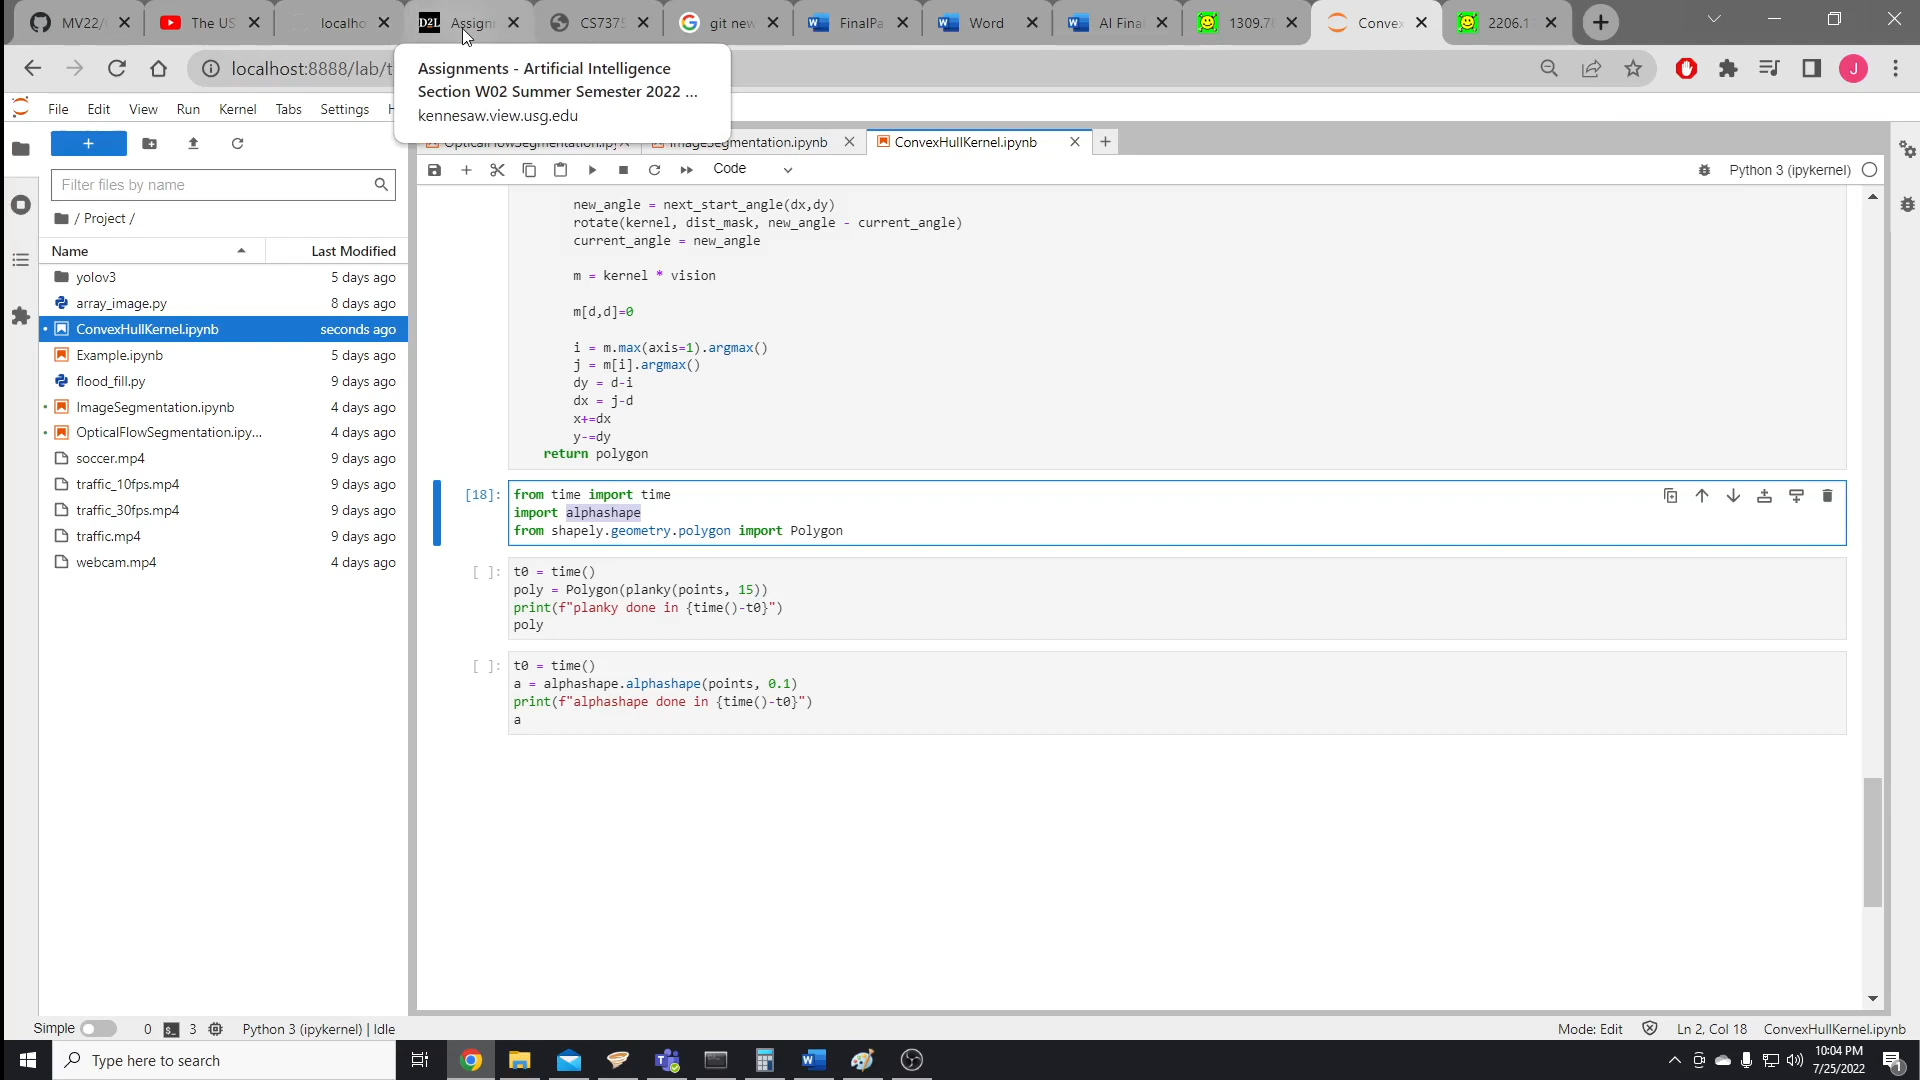 MV22/
The US
localho
D2L Assign
CS7375
git new
FinalPa
Word
AI Fina
1309.7
Convex
2206.1
localhost:8888/lab/t
J
Assignments - Artificial Intelligence
Section W02 Summer Semester 2022 ...
kennesaw.view.usg.edu
File Edit View Run Kernel Tabs Settings H
OpticalFlowSegmentation.ipy
ImageSegmentation.ipynb
ConvexHullKernel.ipynb
Filter files by name
Code
Python 3 (ipykernel)
/ Project /
Name Last Modified
yolov3 5 days ago
array_image.py 8 days ago
ConvexHullKernel.ipynb seconds ago
Example.ipynb 5 days ago
flood_fill.py 9 days ago
ImageSegmentation.ipynb 4 days ago
OpticalFlowSegmentation.ipy... 4 days ago
soccer.mp4 9 days ago
traffic_10fps.mp4 9 days ago
traffic_30fps.mp4 9 days ago
traffic.mp4 9 days ago
webcam.mp4 4 days ago
new_angle = next_start_angle(dx,dy)
rotate(kernel, dist_mask, new_angle - current_angle)
current_angle = new_angle
m = kernel * vision
m[d,d]=0
i = m.max(axis=1).argmax()
j = m[i].argmax()
dy = d-i
dx = j-d
x+=dx
y-=dy
return polygon
[18]: from time import time
import alphashape
from shapely.geometry.polygon import Polygon
[ ]: t0 = time()
poly = Polygon(planky(points, 15))
print(f"planky done in {time()-t0}")
poly
[ ]: t0 = time()
a = alphashape.alphashape(points, 0.1)
print(f"alphashape done in {time()-t0}")
a
Simple 0 3 Python 3 (ipykernel) | Idle
Mode: Edit Ln 2, Col 18 ConvexHullKernel.ipynb
Type here to search
10:04 PM
7/25/2022
1